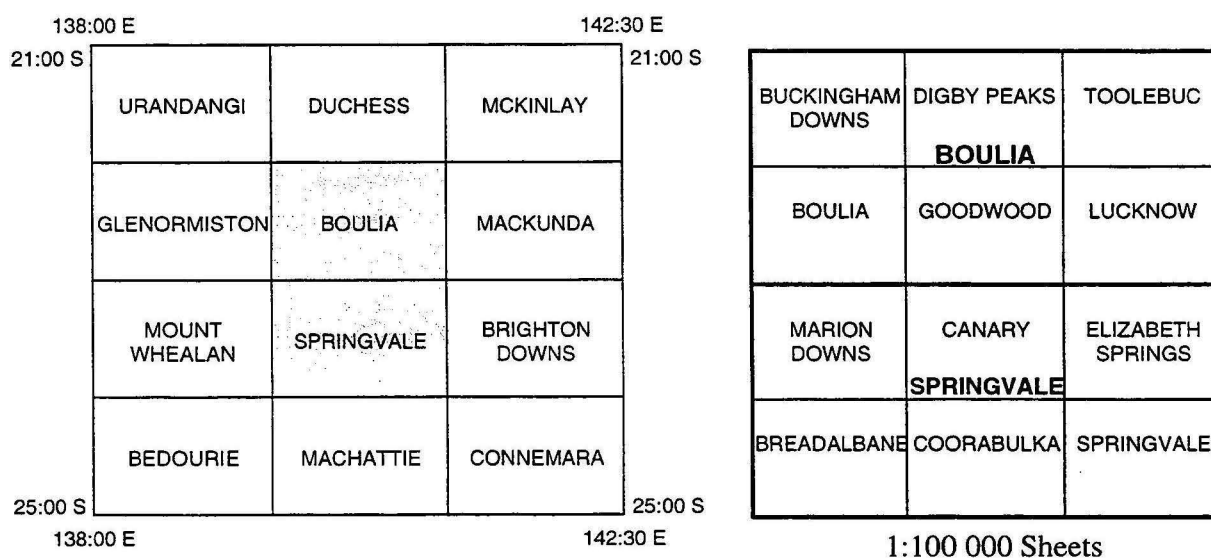 138:00 E
142:30 E
21:00 S
21:00 S
URANDANGI
DUCHESS
MCKINLAY
GLENORMISTON
BOULIA
MACKUNDA
MOUNT
WHEALAN
SPRINGVALE
BRIGHTON
DOWNS
BEDOURIE
MACHATTIE
CONNEMARA
25:00 S
25:00 S
138:00 E
142:30 E
BUCKINGHAM
DOWNS
DIGBY PEAKS
TOOLEBUC
BOULIA
BOULIA
GOODWOOD
LUCKNOW
MARION
DOWNS
CANARY
ELIZABETH
SPRINGS
SPRINGVALE
BREADALBANE
COORABULKA
SPRINGVALE
1:100 000 Sheets